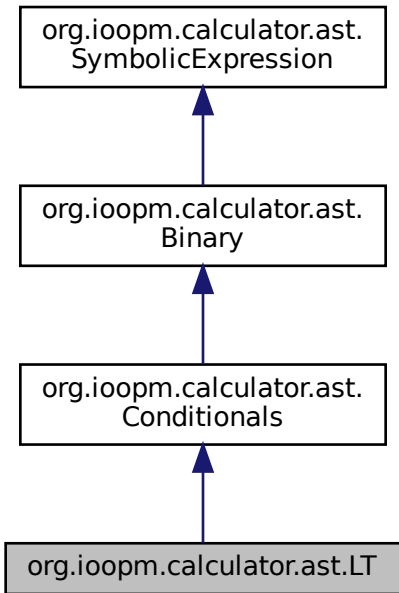 org.ioopm.calculator.ast.
SymbolicExpression
org.ioopm.calculator.ast.
Binary
org.ioopm.calculator.ast.
Conditionals
org.ioopm.calculator.ast.LT